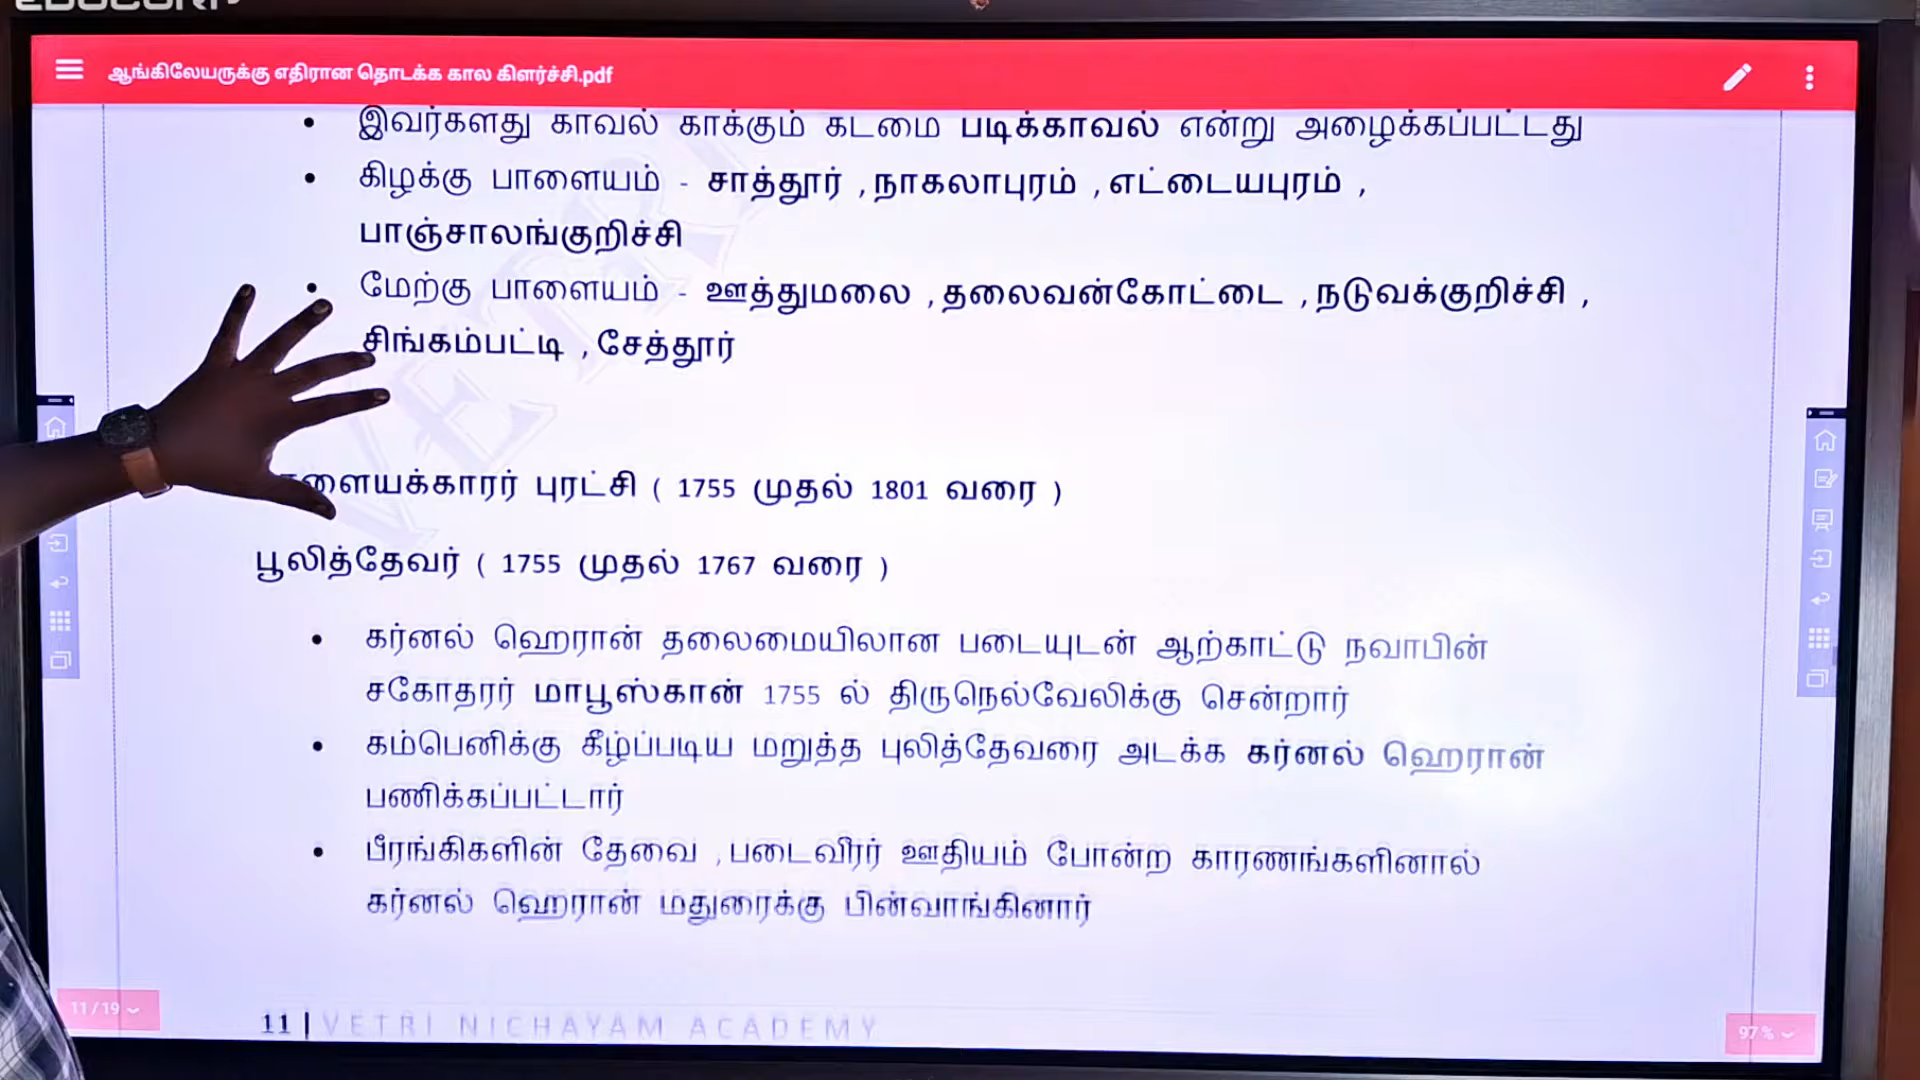 ஆங்கிலேயருக்கு எதிரான தொடக்க கால கிளர்ச்சி.pdf
• இவர்களது காவல் காக்கும் கடமை படிக்காவல் என்று அழைக்கப்பட்டது
• கிழக்கு பாளையம் - சாத்தூர் ,நாகலாபுரம் ,எட்டையபுரம் ,
பாஞ்சாலங்குறிச்சி
• மேற்கு பாளையம் - ஊத்துமலை ,தலைவன்கோட்டை ,நடுவக்குறிச்சி ,
சிங்கம்பட்டி ,சேத்தூர்
ளையக்காரர் புரட்சி ( 1755 முதல் 1801 வரை )
பூலித்தேவர் ( 1755 முதல் 1767 வரை )
• கர்னல் ஹெரான் தலைமையிலான படையுடன் ஆற்காட்டு நவாபின்
சகோதரர் மாபூஸ்கான் 1755 ல் திருநெல்வேலிக்கு சென்றார்
• கம்பெனிக்கு கீழ்ப்படிய மறுத்த புலித்தேவரை அடக்க கர்னல் ஹெரான்
பணிக்கப்பட்டார்
• பீரங்கிகளின் தேவை ,படைவீரர் ஊதியம் போன்ற காரணங்களினால்
கர்னல் ஹெரான் மதுரைக்கு பின்வாங்கினார்
11/19
97%
11 | VETRI NICHAYAM ACADEMY